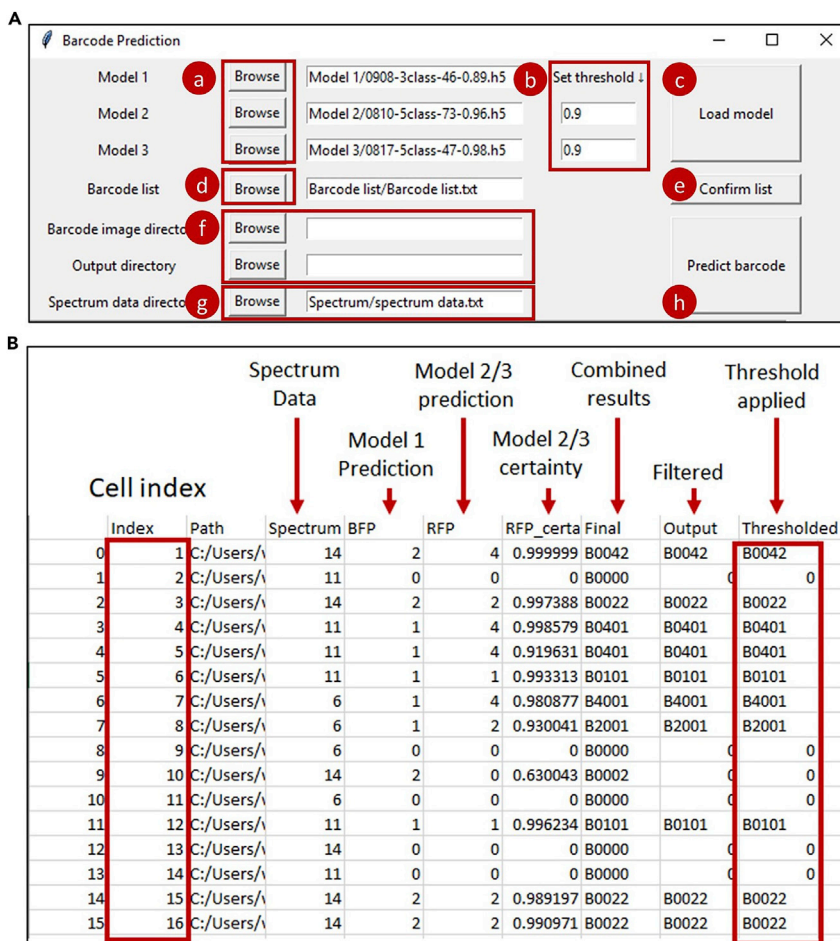 A
Barcode Prediction
Model 1 a Browse Model 1/0908-3class-46-0.89.h5 b Set threshold ↓ c
Model 2 Browse Model 2/0810-5class-73-0.96.h5 0.9 Load model
Model 3 Browse Model 3/0817-5class-47-0.98.h5 0.9
Barcode list d Browse Barcode list/Barcode list.txt e Confirm list
Barcode image directo f Browse
Output directory Browse Predict barcode
Spectrum data director g Browse Spectrum/spectrum data.txt h
B
Spectrum Data
Model 2/3 prediction
Combined results
Threshold applied
Model 1 Prediction
Model 2/3 certainty
Filtered
Cell index
Index Path Spectrum BFP RFP RFP_certa Final Output Thresholded
0 1 C:/Users/v 14 2 4 0.999999 B0042 B0042 B0042
1 2 C:/Users/v 11 0 0 0 B0000 0 0
2 3 C:/Users/v 14 2 2 0.997388 B0022 B0022 B0022
3 4 C:/Users/v 11 1 4 0.998579 B0401 B0401 B0401
4 5 C:/Users/v 11 1 4 0.919631 B0401 B0401 B0401
5 6 C:/Users/v 11 1 1 0.993313 B0101 B0101 B0101
6 7 C:/Users/v 6 1 4 0.980877 B4001 B4001 B4001
7 8 C:/Users/v 6 1 2 0.930041 B2001 B2001 B2001
8 9 C:/Users/v 6 0 0 0 B0000 0 0
9 10 C:/Users/v 14 2 0 0.630043 B0002 0 0
10 11 C:/Users/v 6 0 0 0 B0000 0 0
11 12 C:/Users/v 11 1 1 0.996234 B0101 B0101 B0101
12 13 C:/Users/v 14 0 0 0 B0000 0 0
13 14 C:/Users/v 11 0 0 0 B0000 0 0
14 15 C:/Users/v 14 2 2 0.989197 B0022 B0022 B0022
15 16 C:/Users/v 14 2 2 0.990971 B0022 B0022 B0022